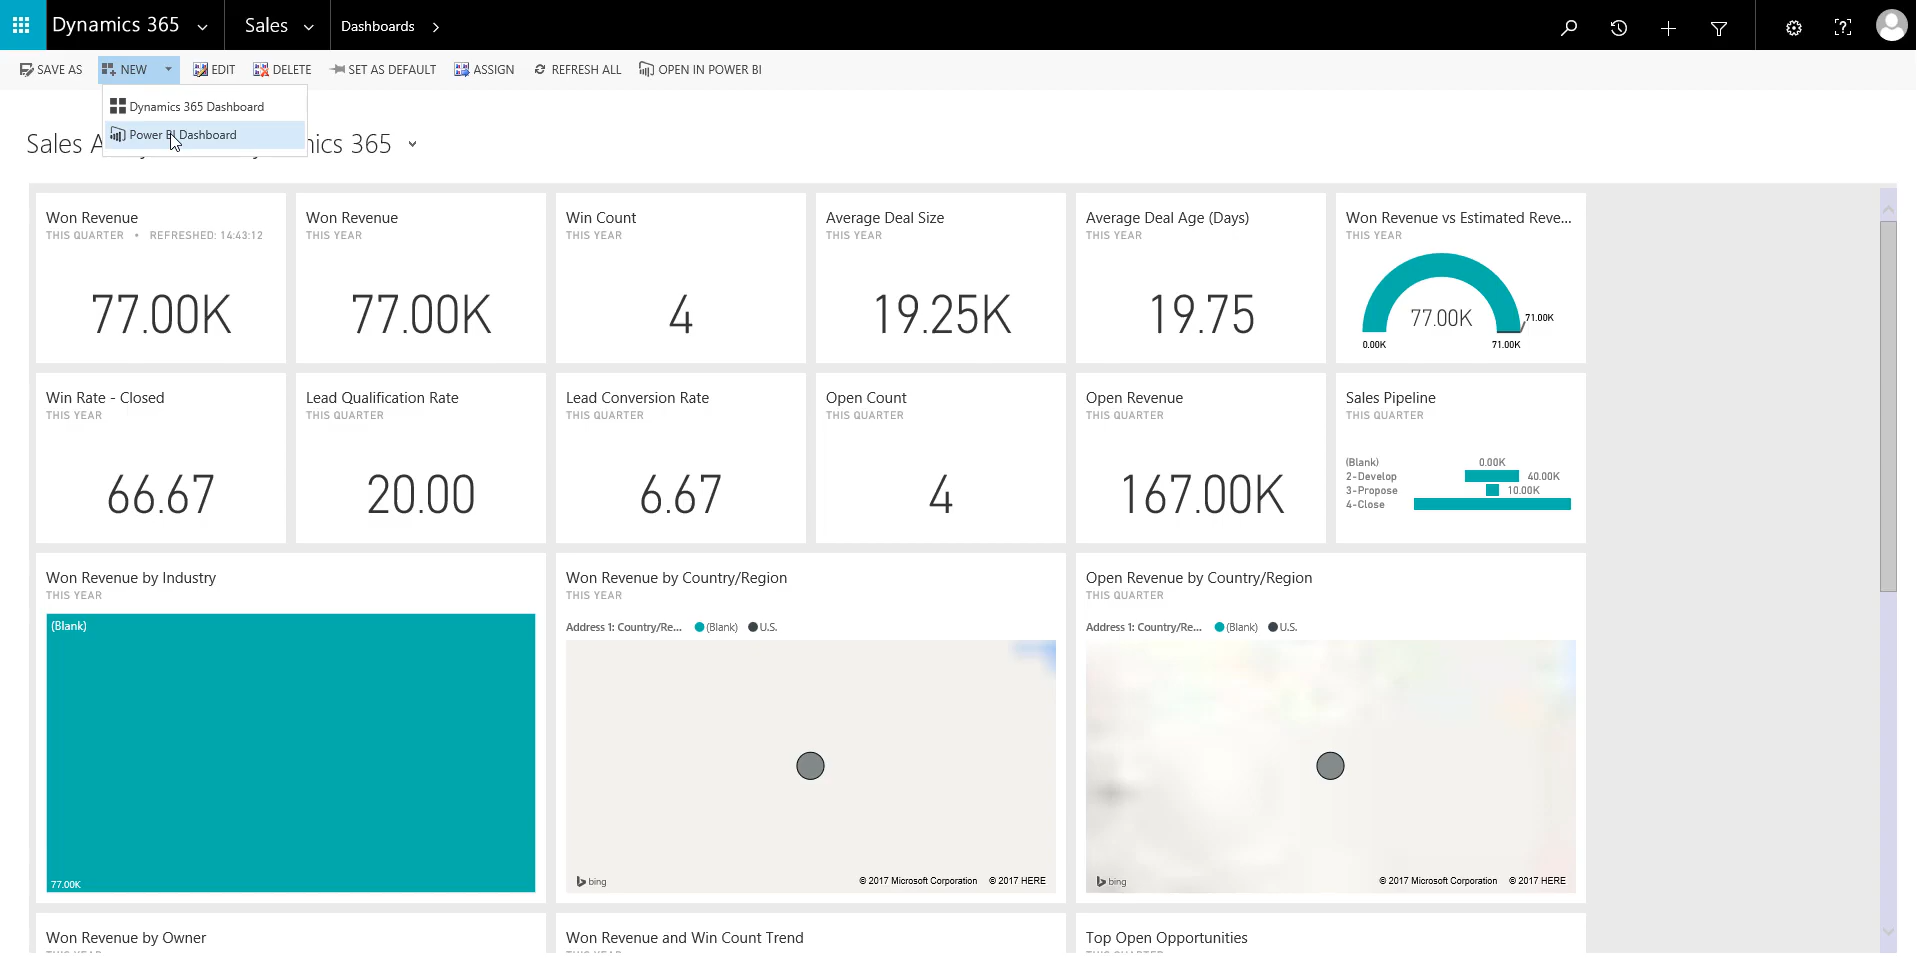 Dynamics 365 Sales Dashboards
SAVE AS NEW EDIT DELETE SET AS DEFAULT ASSIGN REFRESH ALL OPEN IN POWER BI
Dynamics 365 Dashboard
Power BI Dashboard
Sales 365
Won Revenue
THIS QUARTER • REFRESHED: 14:43:12
77.00K
Won Revenue
THIS YEAR
77.00K
Win Count
THIS YEAR
4
Average Deal Size
THIS YEAR
19.25K
Average Deal Age (Days)
THIS YEAR
19.75
Won Revenue vs Estimated Reve...
THIS YEAR
77.00K
71.00K
0.00K
71.00K
Win Rate - Closed
THIS YEAR
66.67
Lead Qualification Rate
THIS QUARTER
20.00
Lead Conversion Rate
THIS QUARTER
6.67
Open Count
THIS QUARTER
4
Open Revenue
THIS QUARTER
167.00K
Sales Pipeline
THIS QUARTER
(Blank) 0.00K
2-Develop 40.00K
3-Propose 10.00K
4-Close
Won Revenue by Industry
THIS YEAR
(Blank)
77.00K
Won Revenue by Country/Region
THIS YEAR
Address 1: Country/Re... (Blank) U.S.
bing © 2017 Microsoft Corporation © 2017 HERE
Open Revenue by Country/Region
THIS QUARTER
Address 1: Country/Re... (Blank) U.S.
bing © 2017 Microsoft Corporation © 2017 HERE
Won Revenue by Owner
Won Revenue and Win Count Trend
Top Open Opportunities